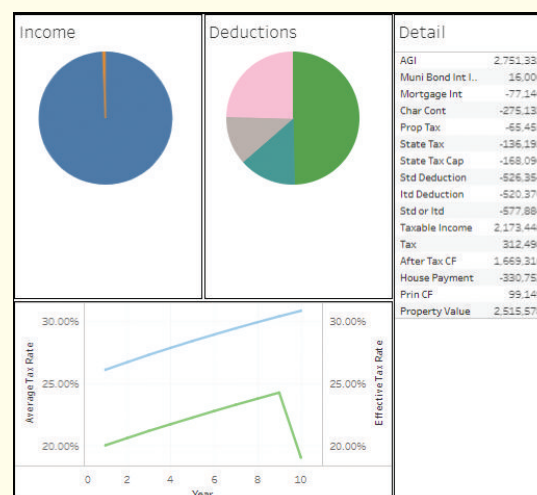 Income
Deductions
Detail
AGI 2,751,33
Muni Bond Int I.. 16,00
Mortgage Int -77,14
Char Cont -275,13
Prop Tax -65,45
State Tax -136,19
State Tax Cap -168,09
Std Deduction -526,35
Itd Deduction -520,37
Std or Itd -577,88
Taxable Income 2,173,44
Tax 312,49
After Tax CF 1,669,31
House Payment -330,75
Prin CF 99,14
Property Value 2,515,57
30.00%
25.00%
20.00%
Average Tax Rate
30.00%
25.00%
20.00%
Effective Tax Rate
0 2 4 6 8 10
Year